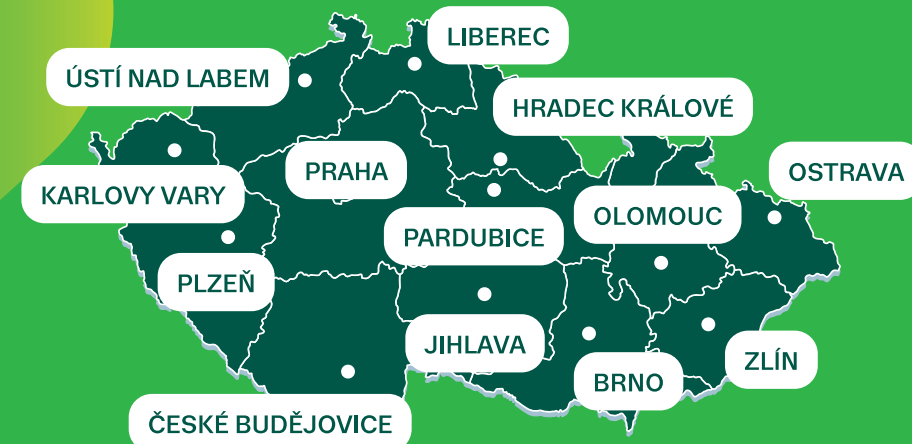 LIBEREC
ÚSTÍ NAD LABEM
HRADEC KRÁLOVÉ
PRAHA
OSTRAVA
KARLOVY VARY
OLOMOUC
PARDUBICE
PLZEŇ
JIHLAVA
ZLÍN
BRNO
ČESKÉ BUDĚJOVICE